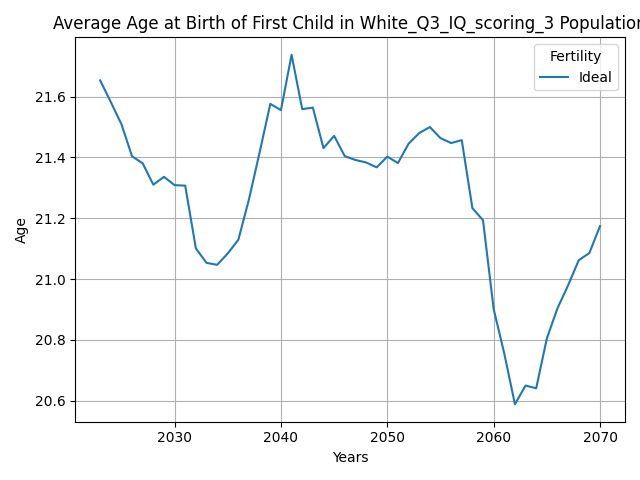 Average Age at Birth of First Child in White_Q3_IQ_scoring_3 Population
Fertility
Ideal
Age
21.6
21.4
21.2
21.0
20.8
20.6
2030 2040 2050 2060 2070
Years